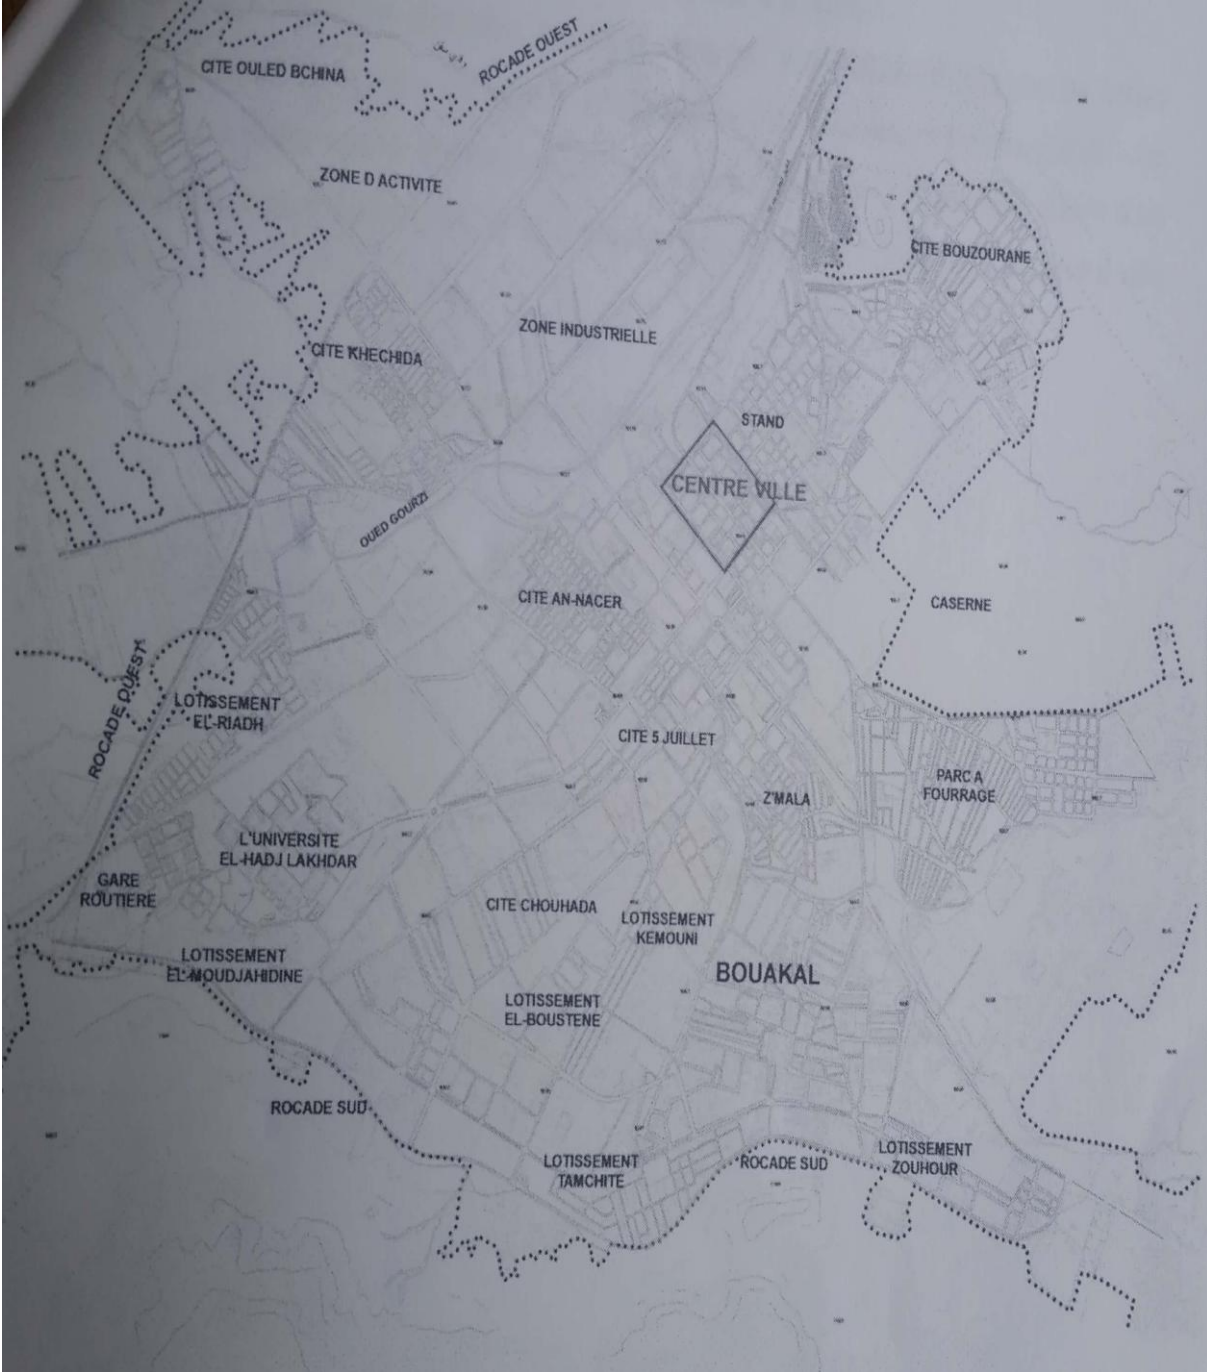 ROCADE OUEST
CITE OULED BCHINA
ZONE D ACTIVITE
CITE BOUZOURANE
ZONE INDUSTRIELLE
CITE KHECHIDA
STAND
CENTRE VILLE
OUED GOURZI
CITE AN-NACER
CASERNE
ROCADE OUEST
LOTISSEMENT
EL-RIADH
CITE 5 JUILLET
PARC A
FOURRAGE
Z'MALA
L'UNIVERSITE
EL-HADJ LAKHDAR
GARE
ROUTIERE
CITE CHOUHADA
LOTISSEMENT
KEMOUNI
LOTISSEMENT
EL-MOUDJAHIDINE
BOUAKAL
LOTISSEMENT
EL-BOUSTENE
ROCADE SUD
LOTISSEMENT
TAMCHITE
ROCADE SUD
LOTISSEMENT
ZOUHOUR